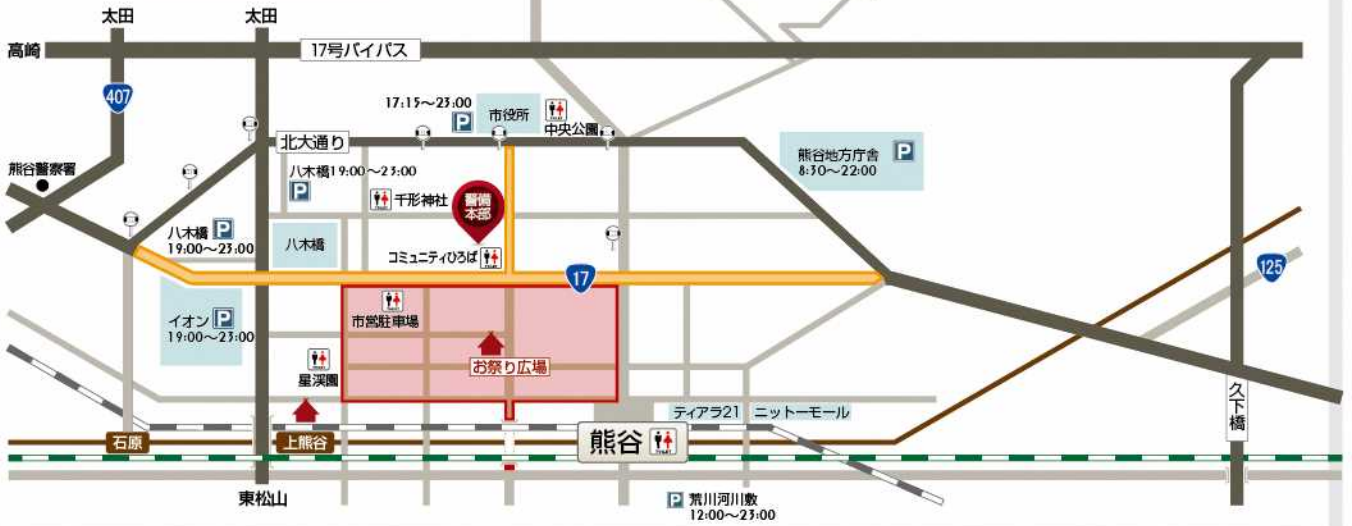 太田
太田
高崎
17号バイパス
407
17:15～23:00
P
市役所
中央公園
北大通り
熊谷地方庁舎
P
8:30～22:00
熊谷警察署
八木橋19:00～23:00
P
千形神社
警備
本部
八木橋
P
19:00～23:00
八木橋
コミュニティひろば
17
125
イオン
P
19:00～23:00
市営駐車場
お祭り広場
星渓園
ティアラ21
ニットーモール
久下橋
石原
上熊谷
熊谷
東松山
P
荒川河川敷
12:00～23:00